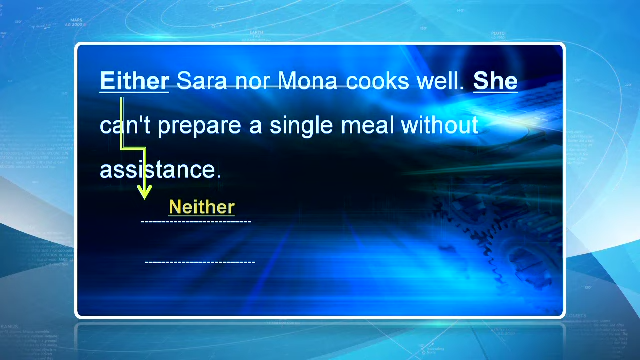 Either Sara nor Mona cooks well. She
can't prepare a single meal without
assistance.
Neither